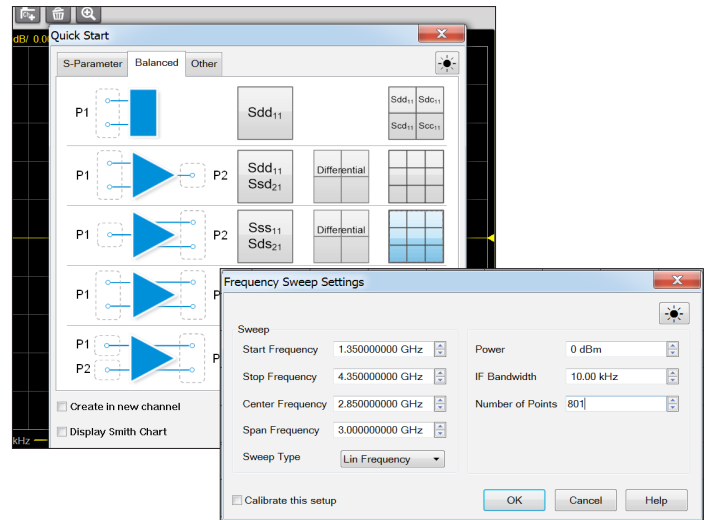 dB/ 0.0
Quick Start
S-Parameter Balanced Other
P1 Sdd11 Sdd11 Sdc11
Scd11 Scc11
P1 P2 Sdd11 Differential
Ssd21
P1 P2 Sss11 Differential
Sds21
P1 P
P1 P
P2
Create in new channel
Display Smith Chart
kHz
Frequency Sweep Settings
Sweep
Start Frequency 1.350000000 GHz Power 0 dBm
Stop Frequency 4.350000000 GHz IF Bandwidth 10.00 kHz
Center Frequency 2.850000000 GHz Number of Points 801
Span Frequency 3.000000000 GHz
Sweep Type Lin Frequency
Calibrate this setup OK Cancel Help